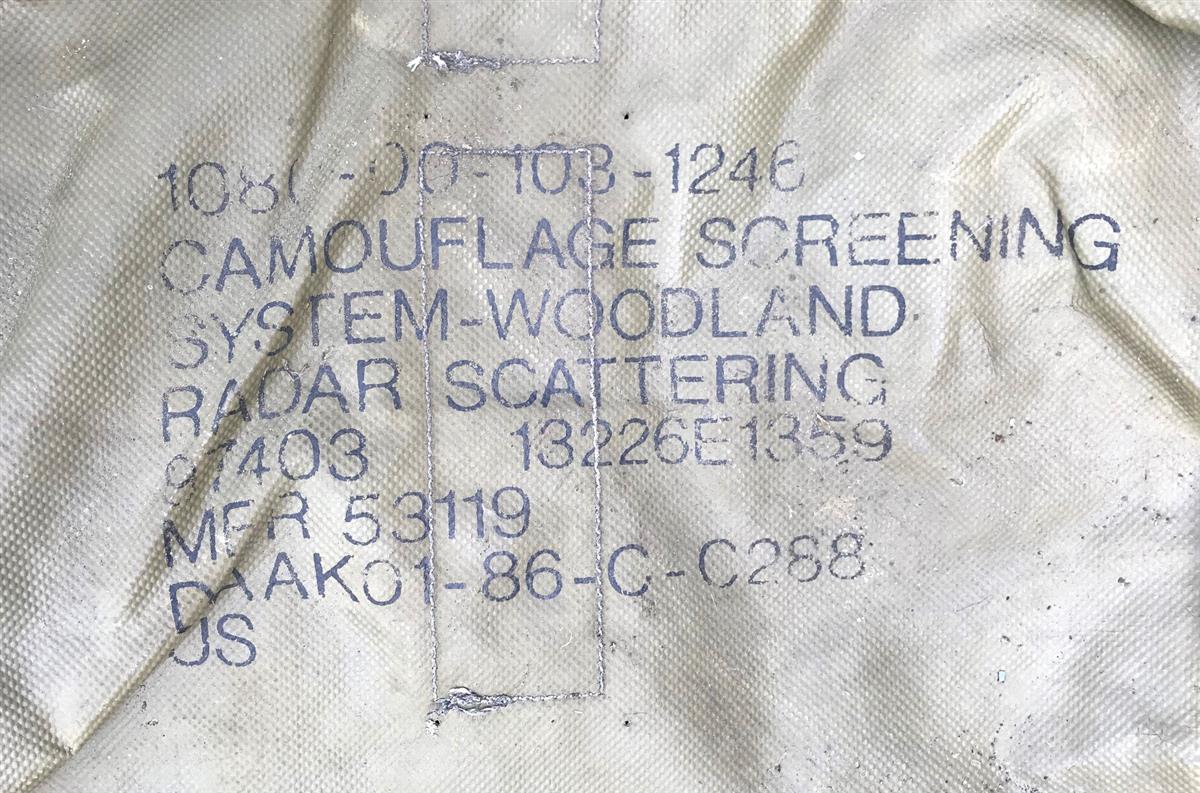 1080-00-103-1246
CAMOUFLAGE SCREENING
SYSTEM-WOODLAND
RADAR SCATTERING
97403 13226E1359
MFR 53119
DAAK01-86-C-C288
US